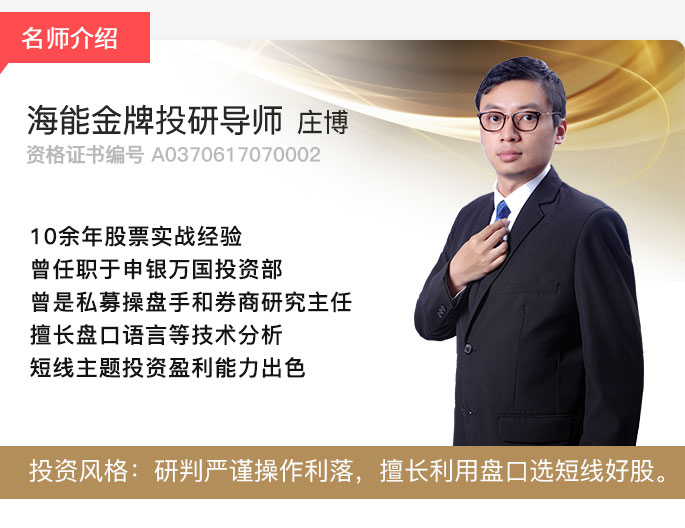 名师介绍
海能金牌投研导师 庄博
资格证书编号 A0370617070002
10余年股票实战经验
曾任职于申银万国投资部
曾是私募操盘手和券商研究主任
擅长盘口语言等技术分析
短线主题投资盈利能力出色
投资风格：研判严谨操作利落，擅长利用盘口选短线好股。